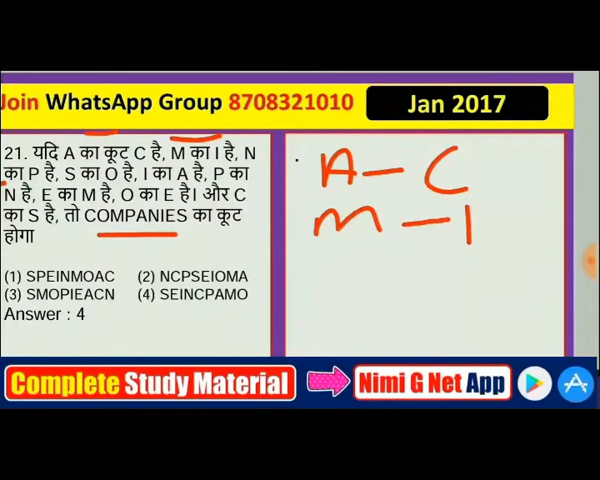 Join WhatsApp Group 8708321010
Jan 2017
21. यदि A का कूट C है, M का I है, N
का P है, S का O है, I का A है, P का
N है, E का M है, O का E है। और C
का S है, तो COMPANIES का कूट
होगा
(1) SPEINMOAC (2) NCPSEIOMA
(3) SMOPIEACN (4) SEINCPAMO
Answer : 4
A - C
M - I
Complete Study Material
Nimi G Net App